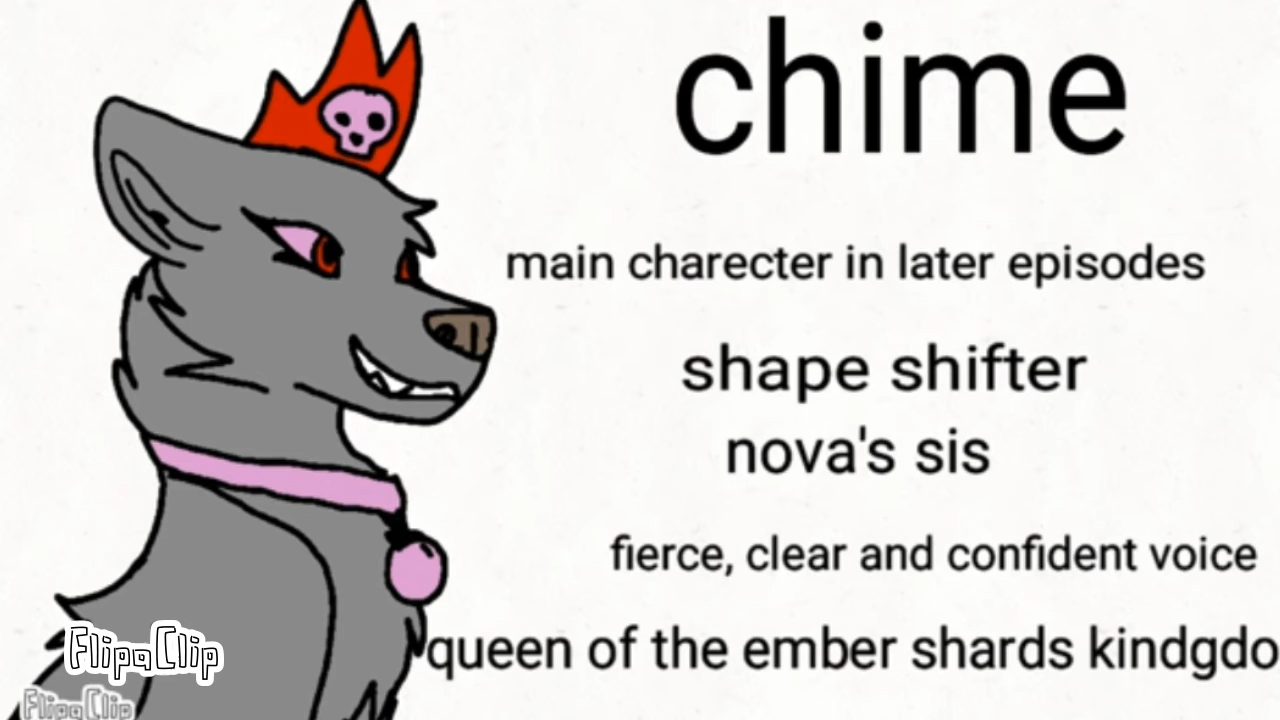 chime
main charecter in later episodes
shape shifter
nova's sis
fierce, clear and confident voice
queen of the ember shards kindgdo
FlipaClip
FlipaClip